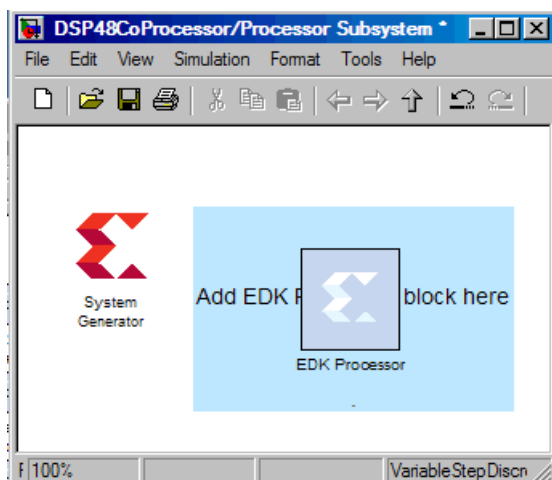 DSP48CoProcessor/Processor Subsystem *
File Edit View Simulation Format Tools Help
System
Generator
Add EDK P block here
EDK Processor
100%
VariableStepDiscr